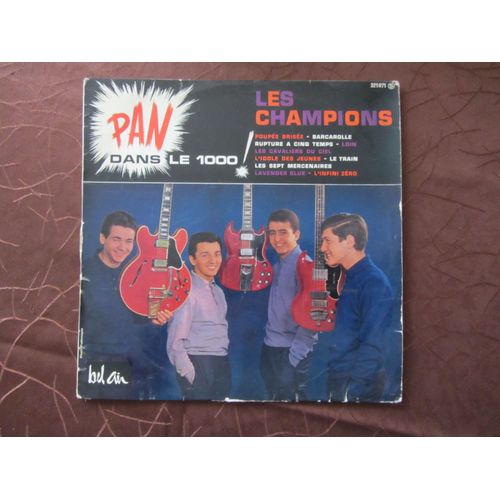 PAN
DANS LE 1000!
321071
LES
CHAMPIONS
POUPÉE BRISÉE - BARCAROLLE
RUPTURE A CINQ TEMPS - LOIN
LES CAVALIERS DU CIEL
L'IDOLE DES JEUNES - LE TRAIN
LES SEPT MERCENAIRES
LAVENDER BLUE - L'INFINI ZÉRO
bel air